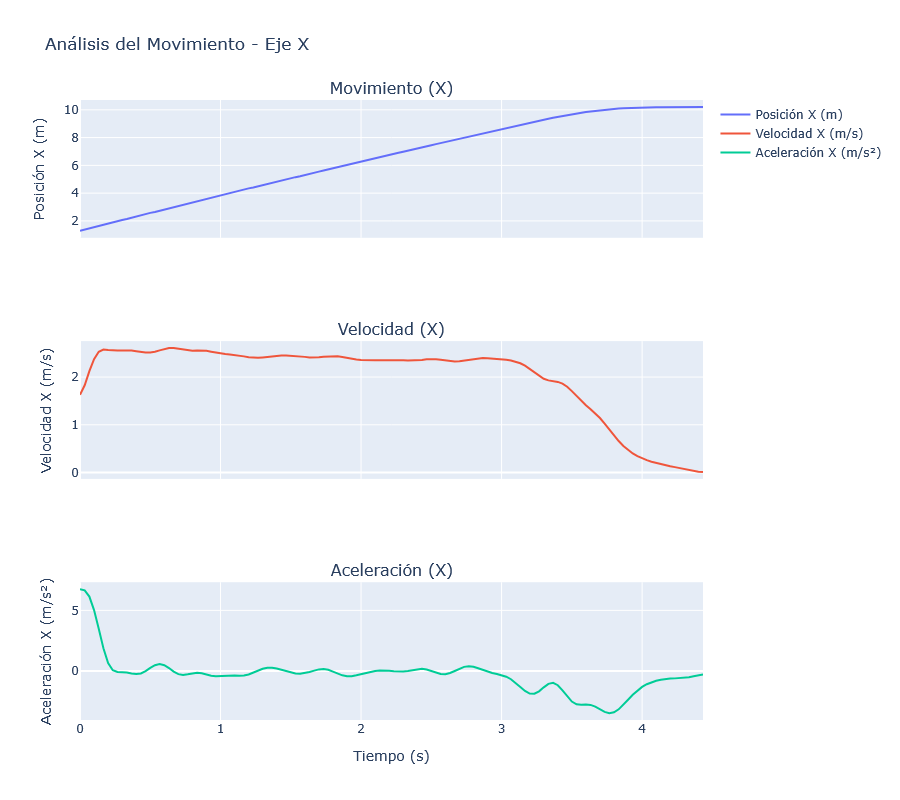 Análisis del Movimiento - Eje X
Movimiento (X)
Posición X (m)
10
8
6
4
2
Posición X (m)
Velocidad X (m/s)
Aceleración X (m/s²)
Velocidad (X)
Velocidad X (m/s)
2
1
0
Aceleración (X)
Aceleración X (m/s²)
5
0
0 1 2 3 4
Tiempo (s)